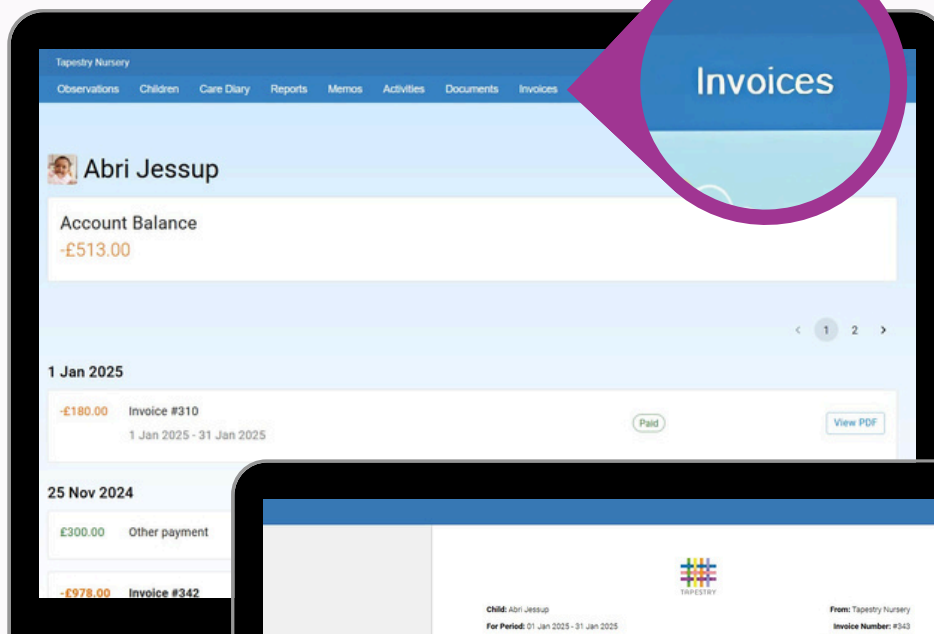 Tapestry Nursery
Observations Children Care Diary Reports Memos Activities Documents Invoices
Invoices
Abri Jessup
Account Balance
-£513.00
< 1 2 >
1 Jan 2025
-£180.00 Invoice #310 Paid View PDF
1 Jan 2025 - 31 Jan 2025
25 Nov 2024
£300.00 Other payment
-£978.00 Invoice #342
TAPESTRY
Child: Abri Jessup From: Tapestry Nursery
For Period: 01 Jan 2025 - 31 Jan 2025 Invoice Number: #343